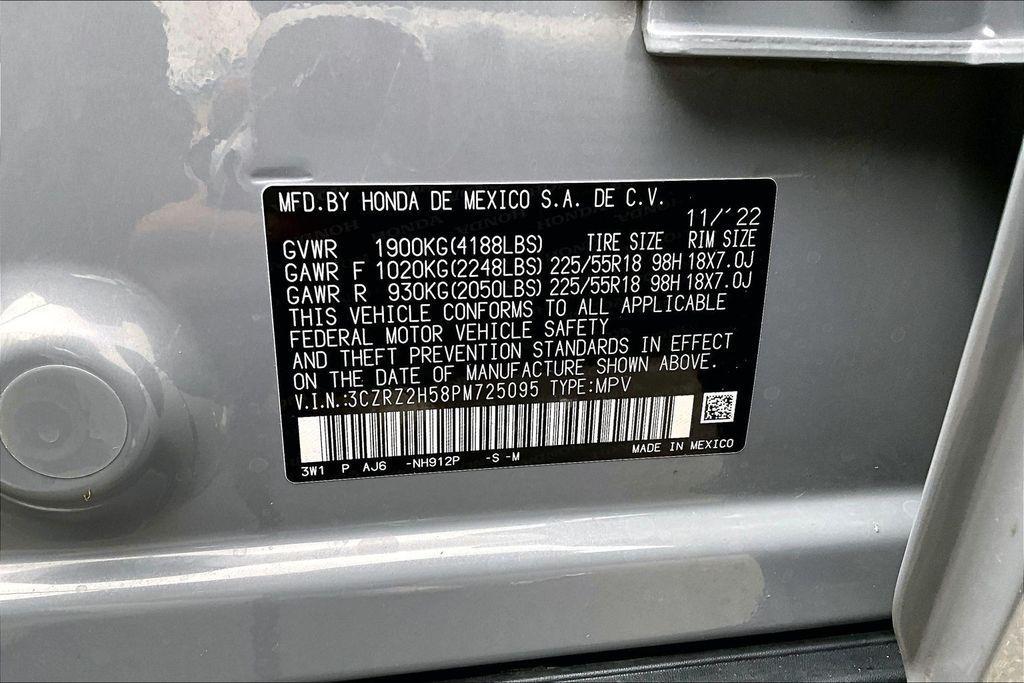 MFD.BY HONDA DE MEXICO S.A. DE C.V.
11/'22
GVWR 1900KG(4188LBS) TIRE SIZE RIM SIZE
GAWR F 1020KG(2248LBS) 225/55R18 98H 18X7.0J
GAWR R 930KG(2050LBS) 225/55R18 98H 18X7.0J
THIS VEHICLE CONFORMS TO ALL APPLICABLE
FEDERAL MOTOR VEHICLE SAFETY
AND THEFT PREVENTION STANDARDS IN EFFECT
ON THE DATE OF MANUFACTURE SHOWN ABOVE.
V.I.N.:3CZRZ2H58PM725095 TYPE:MPV
MADE IN MEXICO
3W1 P AJ6 -NH912P -S -M